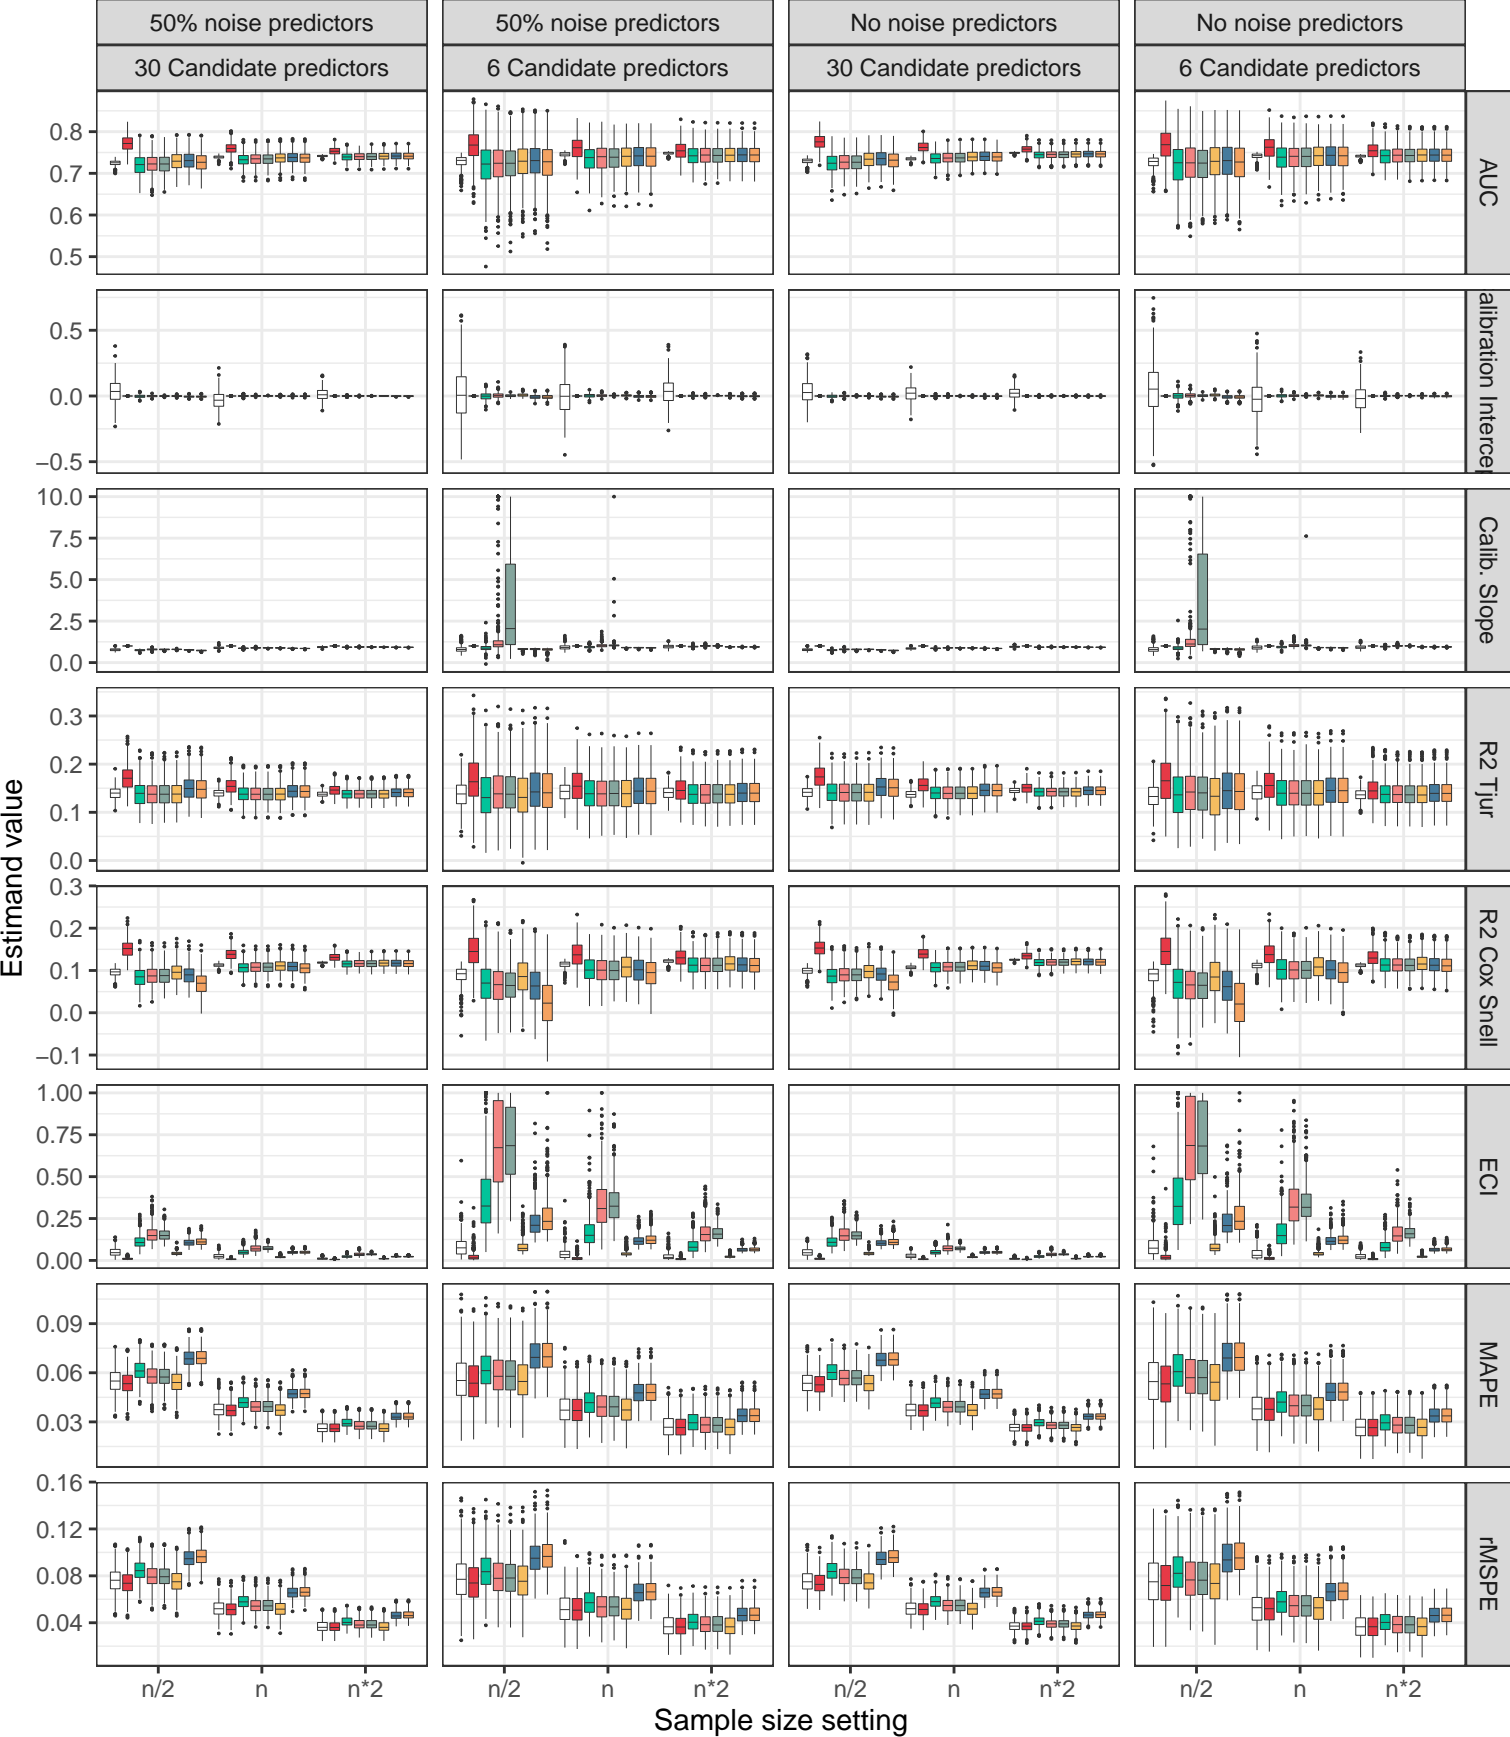 50% noise predictors 50% noise predictors No noise predictors No noise predictors
30 Candidate predictors 6 Candidate predictors 30 Candidate predictors 6 Candidate predictors
0.8
0.7
0.6
0.5
AUC
0.5
0.0
−0.5
alibration Intercep
10.0
7.5
5.0
2.5
0.0
Calib. Slope
0.3
0.2
0.1
0.0
R2 Tjur
0.3
0.2
0.1
0.0
−0.1
R2 Cox Snell
1.00
0.75
0.50
0.25
0.00
ECI
0.09
0.06
0.03
MAPE
0.16
0.12
0.08
0.04
rMSPE
Estimand value
n/2 n n*2 n/2 n n*2 n/2 n n*2 n/2 n n*2
Sample size setting